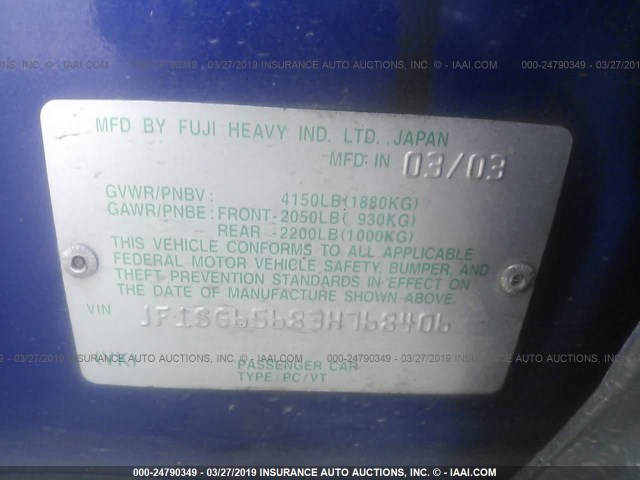 000-24790349 | 03/27/2019 INSURANCE AUTO AUCTIONS, INC. © - IAAI.COM
000-24790349 | 03/27/2019 INSURANCE AUTO AUCTIONS, INC. © - IAAI.COM
MFD BY FUJI HEAVY IND. LTD., JAPAN
MFD. IN 03/03
GVWR/PNBV : 4150LB(1880KG)
GAWR/PNBE : FRONT-2050LB( 930KG)
REAR -2200LB(1000KG)
THIS VEHICLE CONFORMS TO ALL APPLICABLE
FEDERAL MOTOR VEHICLE SAFETY, BUMPER, AND
THEFT PREVENTION STANDARDS IN EFFECT ON
THE DATE OF MANUFACTURE SHOWN ABOVE.
VIN JF1SG65683H768406
(VK) PASSENGER CAR
TYPE: PC/VT
000-24790349 | 03/27/2019 INSURANCE AUTO AUCTIONS, INC. © - IAAI.COM